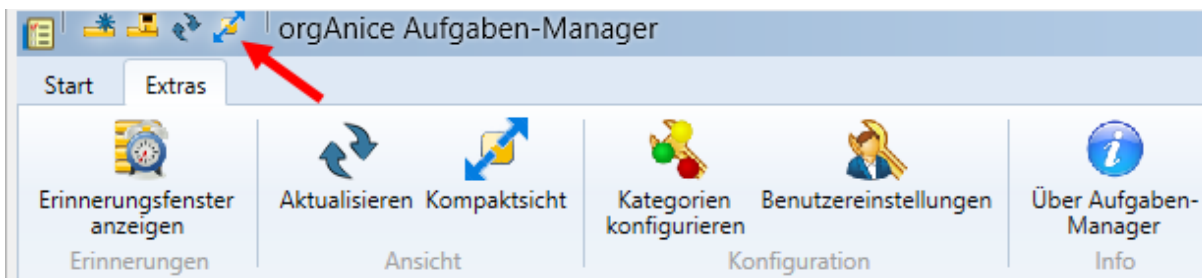 orgAnice Aufgaben-Manager
Start Extras
Erinnerungsfenster
anzeigen
Aktualisieren Kompaktsicht
Kategorien
konfigurieren
Benutzereinstellungen
Über Aufgaben-
Manager
Erinnerungen Ansicht Konfiguration Info